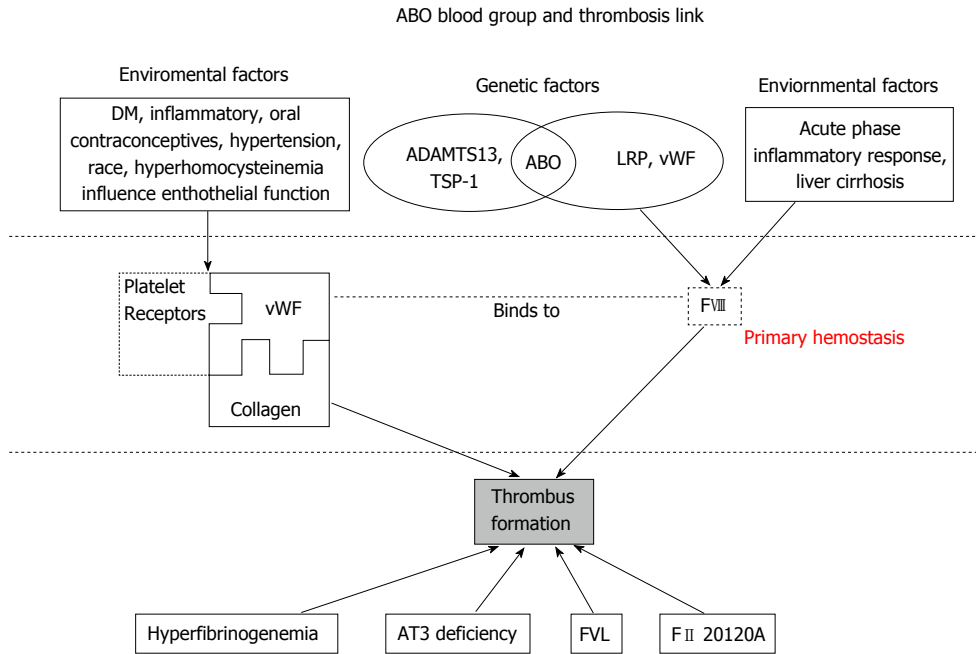 ABO blood group and thrombosis link
Enviromental factors
DM, inflammatory, oral
contraconceptives, hypertension,
race, hyperhomocysteinemia
influence enthothelial function
Genetic factors
ADAMTS13,
TSP-1
ABO
LRP, vWF
Enviornmental factors
Acute phase
inflammatory response,
liver cirrhosis
Platelet
Receptors
vWF
Collagen
Binds to
FⅧ
Primary hemostasis
Thrombus
formation
Hyperfibrinogenemia
AT3 deficiency
FVL
FⅡ 20120A